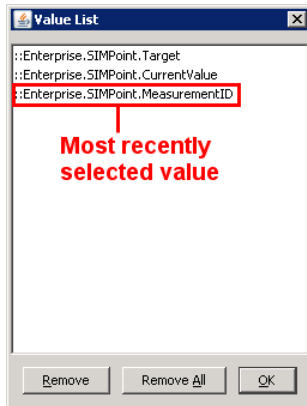 Value List
::Enterprise.SIMPoint.Target
::Enterprise.SIMPoint.CurrentValue
::Enterprise.SIMPoint.MeasurementID
Most recently
selected value
Remove Remove All OK